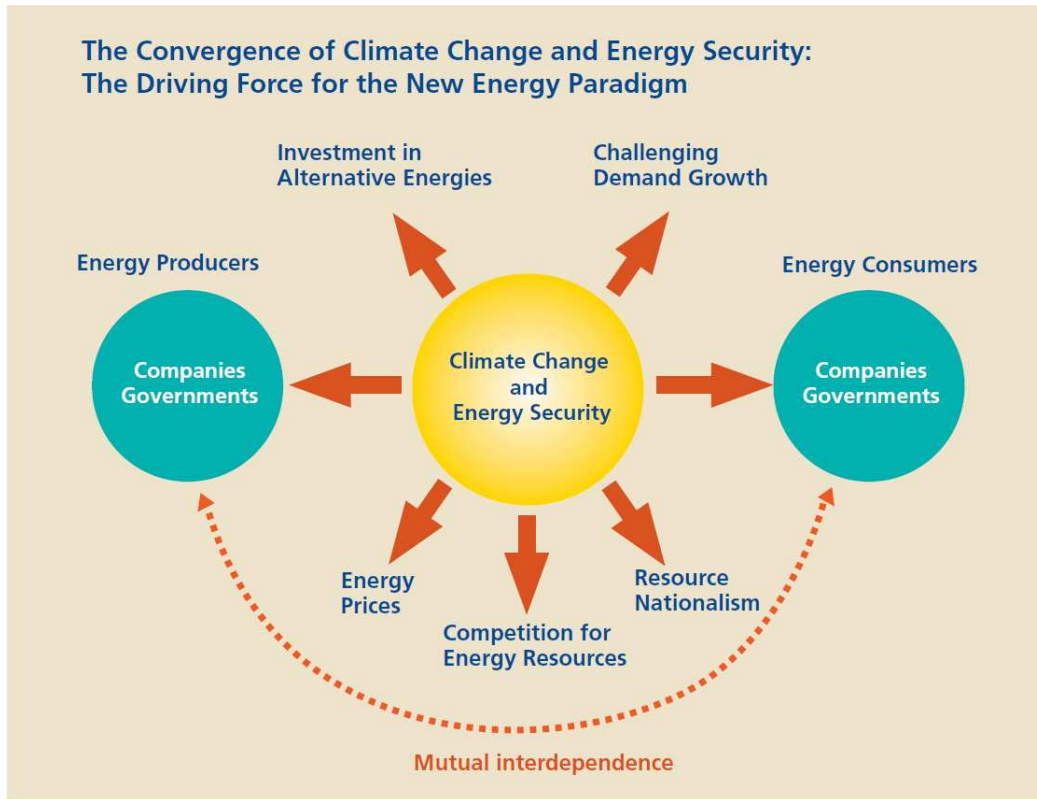 The Convergence of Climate Change and Energy Security:
The Driving Force for the New Energy Paradigm
Investment in
Alternative Energies
Challenging
Demand Growth
Energy Producers
Energy Consumers
Companies
Governments
Climate Change
and
Energy Security
Companies
Governments
Energy
Prices
Competition for
Energy Resources
Resource
Nationalism
Mutual interdependence